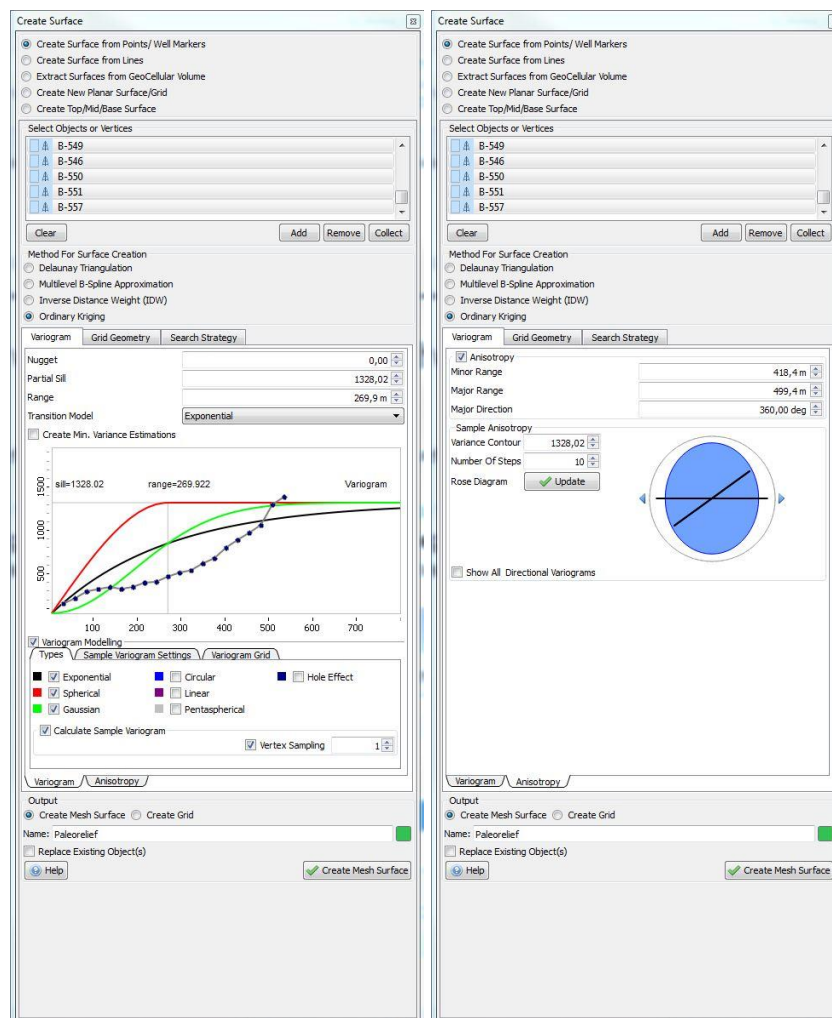 Create Surface
Create Surface from Points/ Well Markers
Create Surface from Lines
Extract Surfaces from GeoCellular Volume
Create New Planar Surface/Grid
Create Top/Mid/Base Surface
Select Objects or Vertices
B-549
B-546
B-550
B-551
B-557
Clear Add Remove Collect
Method For Surface Creation
Delaunay Triangulation
Multilevel B-Spline Approximation
Inverse Distance Weight (IDW)
Ordinary Kriging
Variogram Grid Geometry Search Strategy
Nugget 0,00
Partial Sill 1328,02
Range 269,9 m
Transition Model Exponential
Create Min. Variance Estimations
sill=1328.02 range=269.922 Variogram
1500
1000
500
100 200 300 400 500 600 700
Variogram Modelling
Types Sample Variogram Settings Variogram Grid
Exponential Circular Hole Effect
Spherical Linear
Gaussian Pentaspherical
Calculate Sample Variogram
Vertex Sampling 1
Variogram Anisotropy
Output
Create Mesh Surface Create Grid
Name: Paleorelief
Replace Existing Object(s)
Help Create Mesh Surface
Create Surface
Create Surface from Points/ Well Markers
Create Surface from Lines
Extract Surfaces from GeoCellular Volume
Create New Planar Surface/Grid
Create Top/Mid/Base Surface
Select Objects or Vertices
B-549
B-546
B-550
B-551
B-557
Clear Add Remove Collect
Method For Surface Creation
Delaunay Triangulation
Multilevel B-Spline Approximation
Inverse Distance Weight (IDW)
Ordinary Kriging
Variogram Grid Geometry Search Strategy
Anisotropy
Minor Range 418,4 m
Major Range 499,4 m
Major Direction 360,00 deg
Sample Anisotropy
Variance Contour 1328,02
Number Of Steps 10
Rose Diagram Update
Show All Directional Variograms
Variogram Anisotropy
Output
Create Mesh Surface Create Grid
Name: Paleorelief
Replace Existing Object(s)
Help Create Mesh Surface